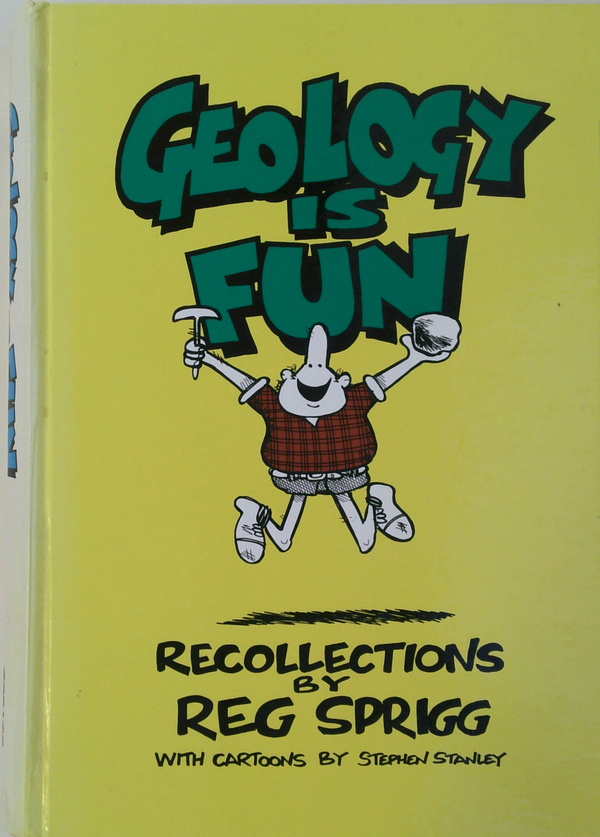 GEOLOGY
iS
FUN
RECOLLECTIONS
BY
REG SPRIGG
WITH CARTOONS BY STEPHEN STANLEY